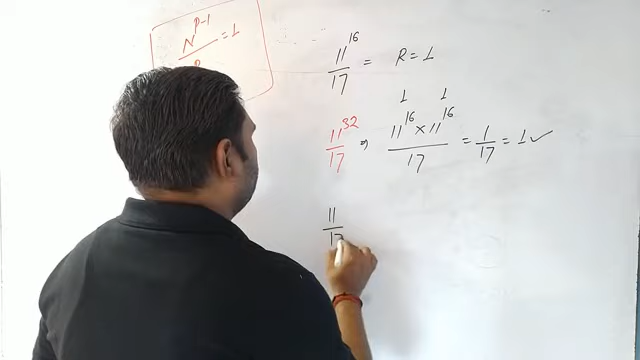 N^(p-1)/p = 1
11^16/17 = R = 1
1 1
11^32/17 ⇒ 11^16 × 11^16/17 = 1/17 = 1 ✓
11/17